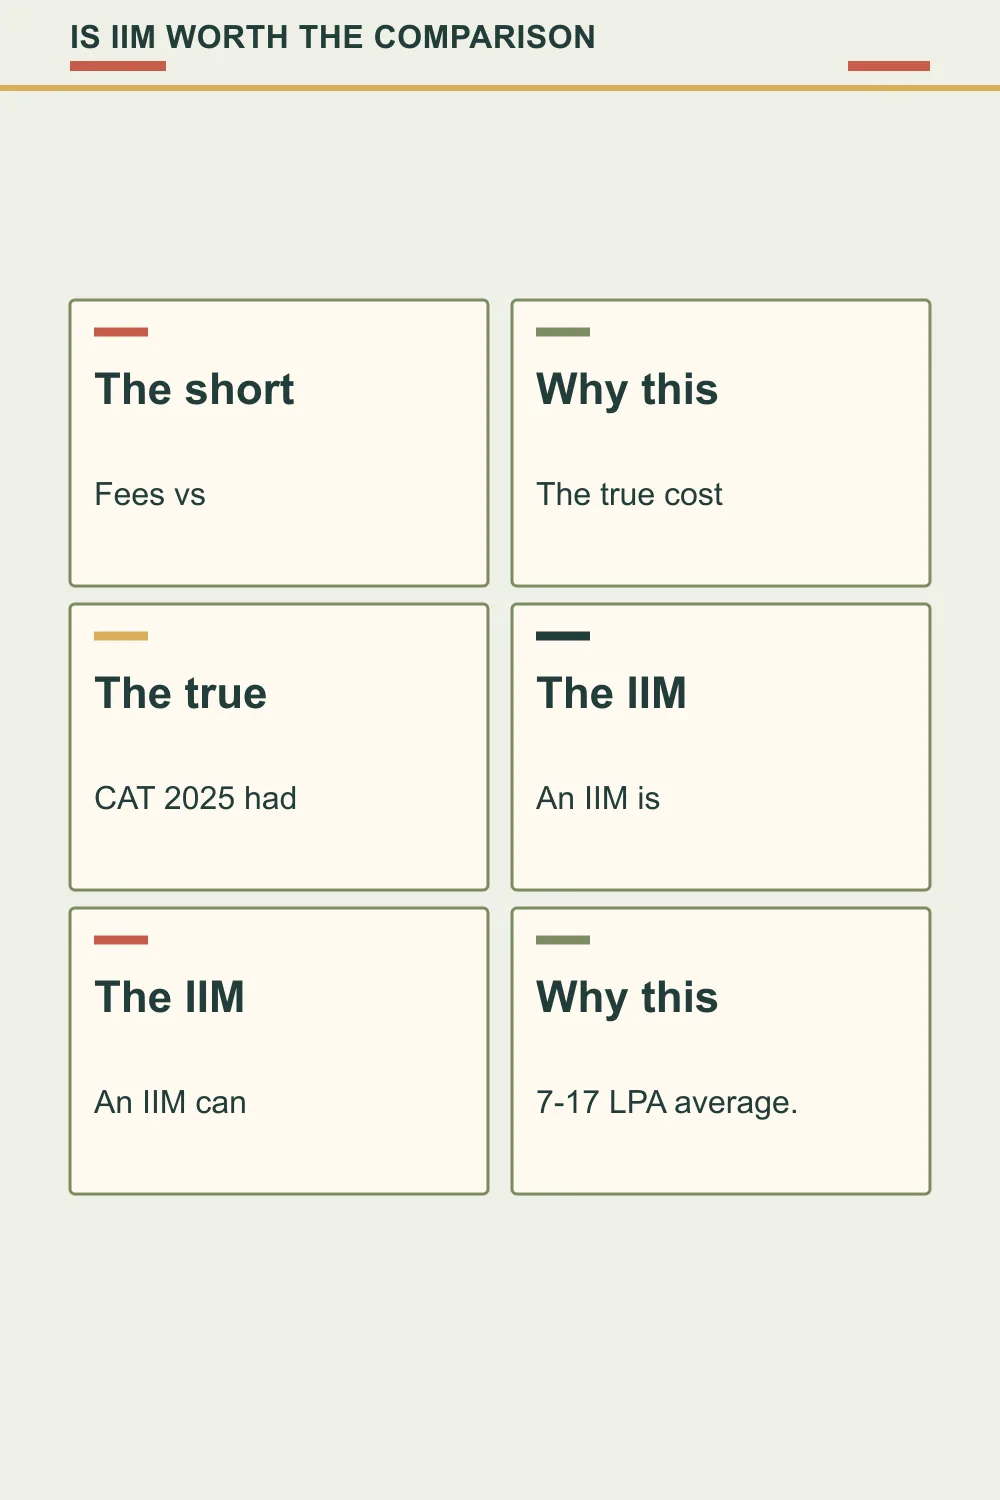 IS IIM WORTH THE COMPARISON
The short
Fees vs
Why this
The true cost
The true
CAT 2025 had
The IIM
An IIM is
The IIM
An IIM can
Why this
7-17 LPA average.